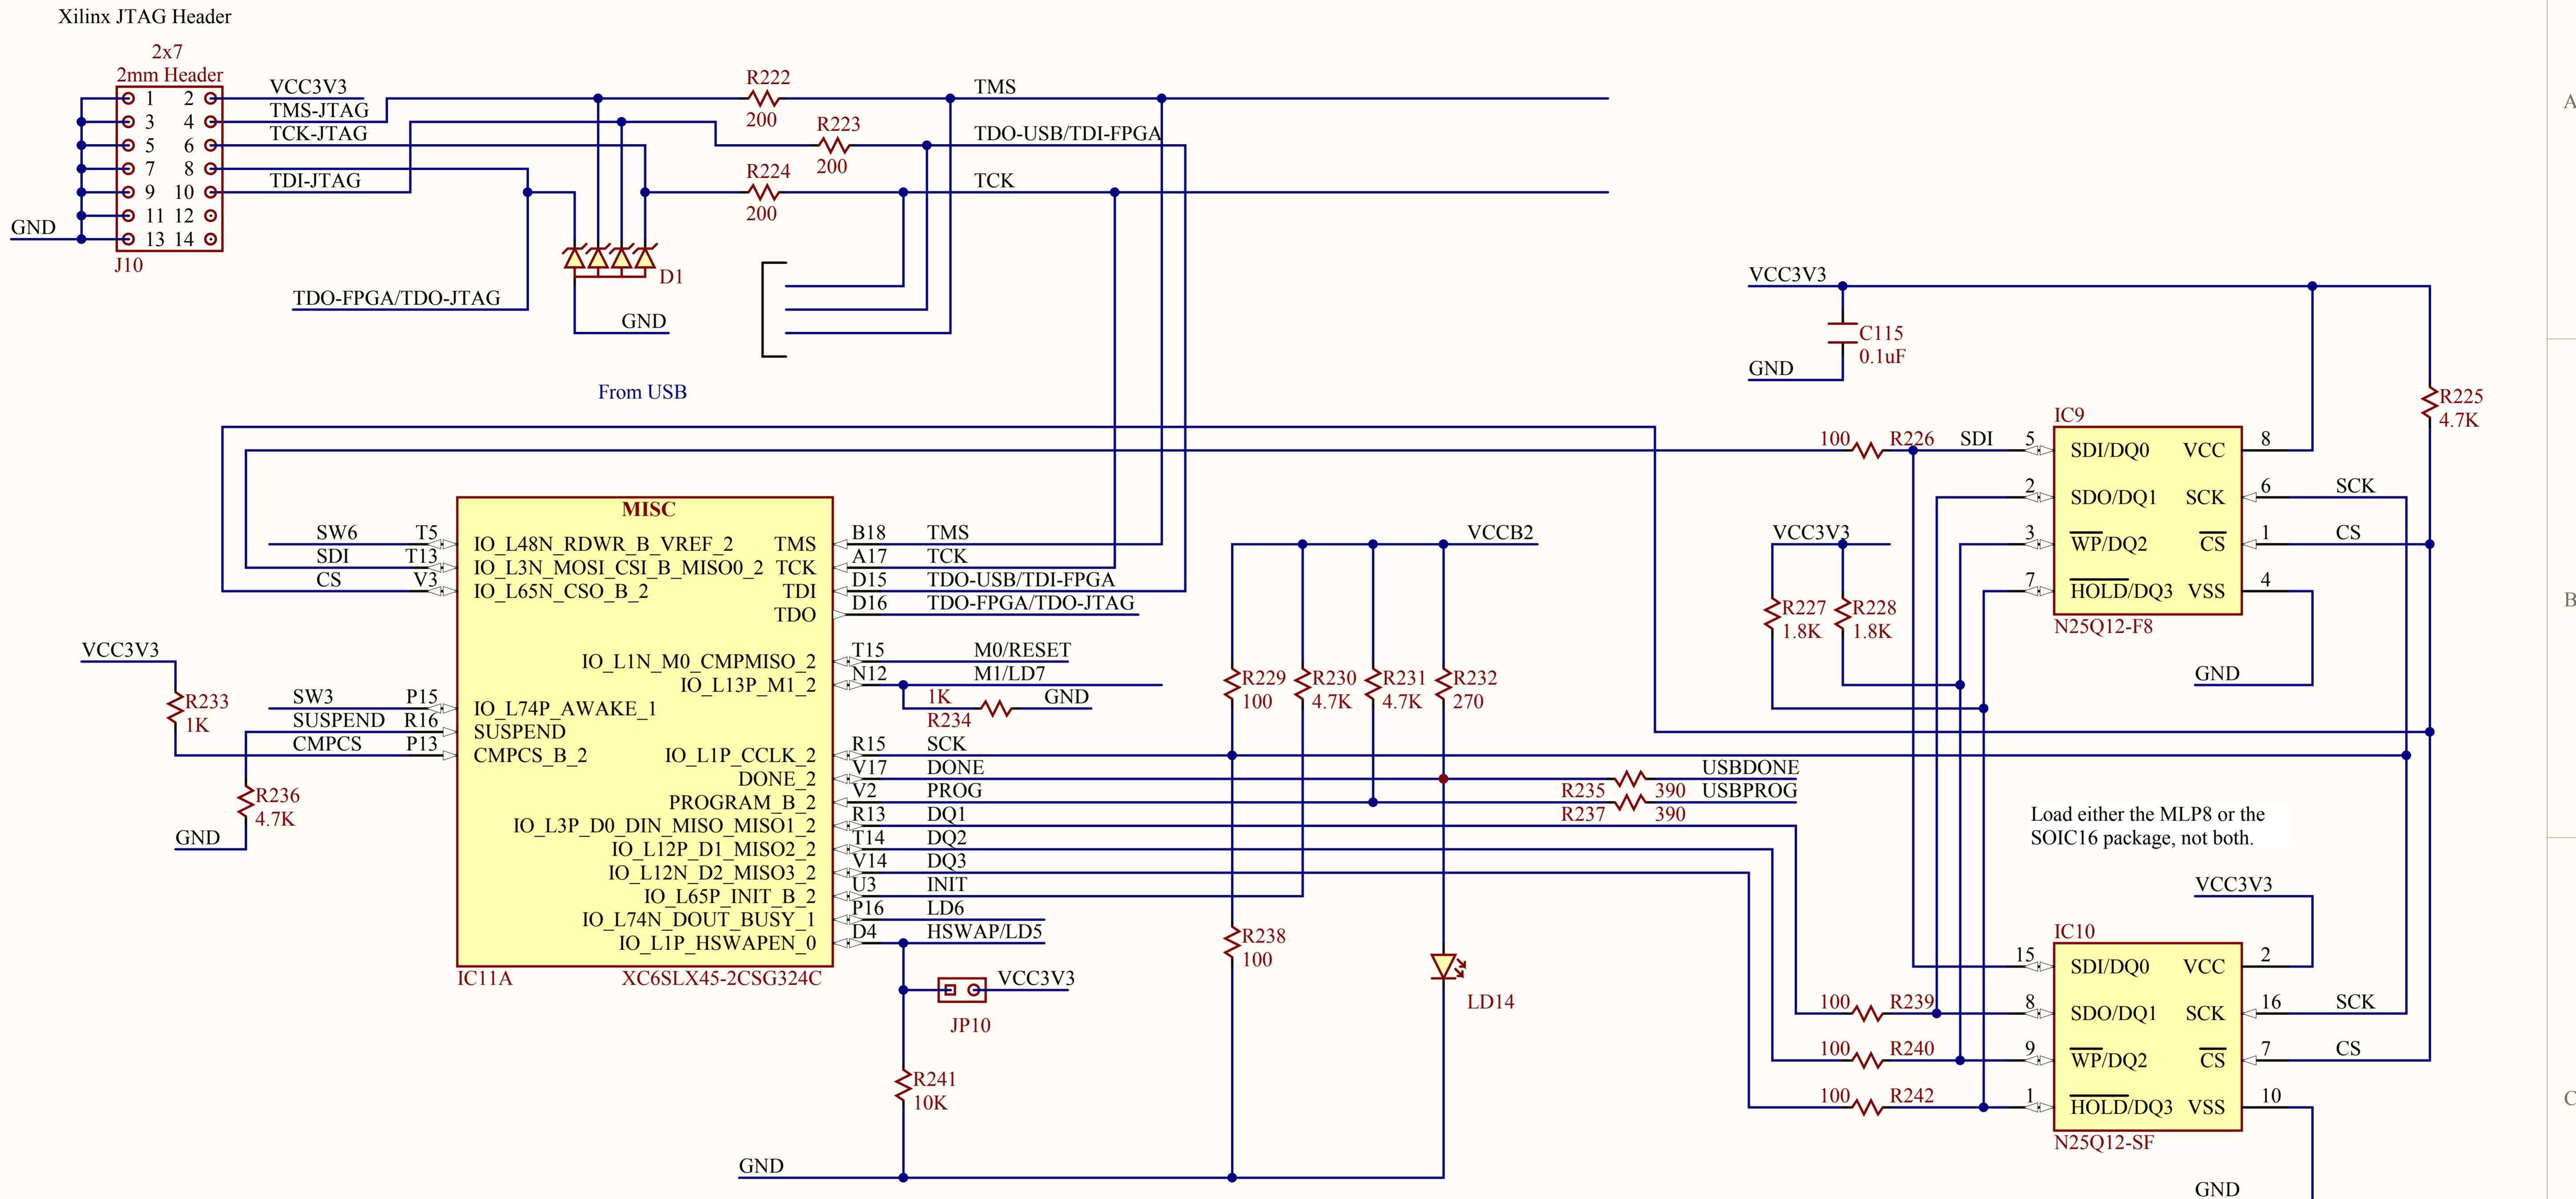 Xilinx JTAG Header
2x7
2mm Header
1 2 VCC3V3
3 4 TMS-JTAG
5 6 TCK-JTAG
7 8
9 10 TDI-JTAG
11 12
GND 13 14
J10
TDO-FPGA/TDO-JTAG
D1
GND
R222
200
TMS
R223
200
TDO-USB/TDI-FPGA
R224
200
TCK
From USB
A
B
C
VCC3V3
C115
0.1uF
GND
R225
4.7K
IC9
100 R226 SDI 5 SDI/DQ0 VCC 8
2 SDO/DQ1 SCK 6 SCK
3 WP/DQ2 CS 1 CS
7 HOLD/DQ3 VSS 4
N25Q12-F8
GND
VCC3V3
R227
1.8K
R228
1.8K
MISC
SW6 T5 IO_L48N_RDWR_B_VREF_2
SDI T13 IO_L3N_MOSI_CSI_B_MISO0_2
CS V3 IO_L65N_CSO_B_2
TMS B18 TMS
TCK A17 TCK
TDI D15 TDO-USB/TDI-FPGA
TDO D16 TDO-FPGA/TDO-JTAG
IO_L1N_M0_CMPMISO_2 T15 M0/RESET
IO_L13P_M1_2 N12 M1/LD7
1K
R234
GND
VCC3V3
R233
1K
SW3 P15 IO_L74P_AWAKE_1
SUSPEND R16 SUSPEND
CMPCS P13 CMPCS_B_2
R236
4.7K
GND
IO_L1P_CCLK_2 R15 SCK
DONE_2 V17 DONE
PROGRAM_B_2 V2 PROG
IO_L3P_D0_DIN_MISO_MISO1_2 R13 DQ1
IO_L12P_D1_MISO2_2 T14 DQ2
IO_L12N_D2_MISO3_2 V14 DQ3
IO_L65P_INIT_B_2 U3 INIT
IO_L74N_DOUT_BUSY_1 P16 LD6
IO_L1P_HSWAPEN_0 D4 HSWAP/LD5
IC11A XC6SLX45-2CSG324C
VCC3V3
JP10
R241
10K
GND
VCCB2
R229
100
R230
4.7K
R231
4.7K
R232
270
R235 390 USBDONE
R237 390 USBPROG
R238
100
LD14
Load either the MLP8 or the
SOIC16 package, not both.
VCC3V3
IC10
15 SDI/DQ0 VCC 2
100 R239 8 SDO/DQ1 SCK 16 SCK
100 R240 9 WP/DQ2 CS 7 CS
100 R242 1 HOLD/DQ3 VSS 10
N25Q12-SF
GND